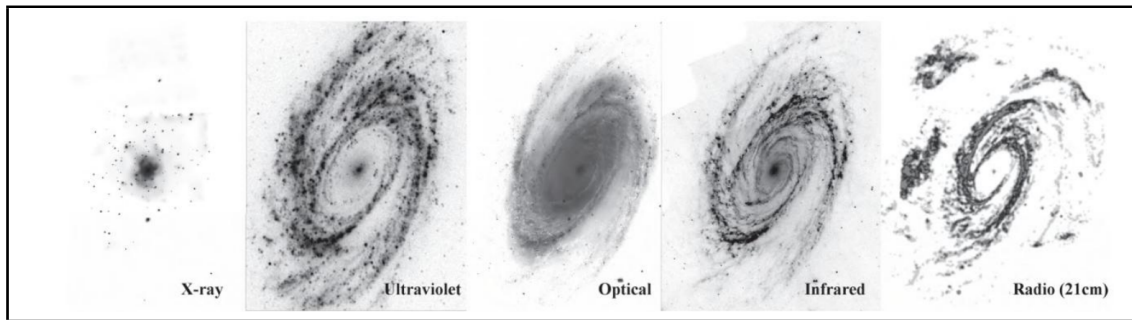 X-ray
Ultraviolet
Optical
Infrared
Radio (21cm)